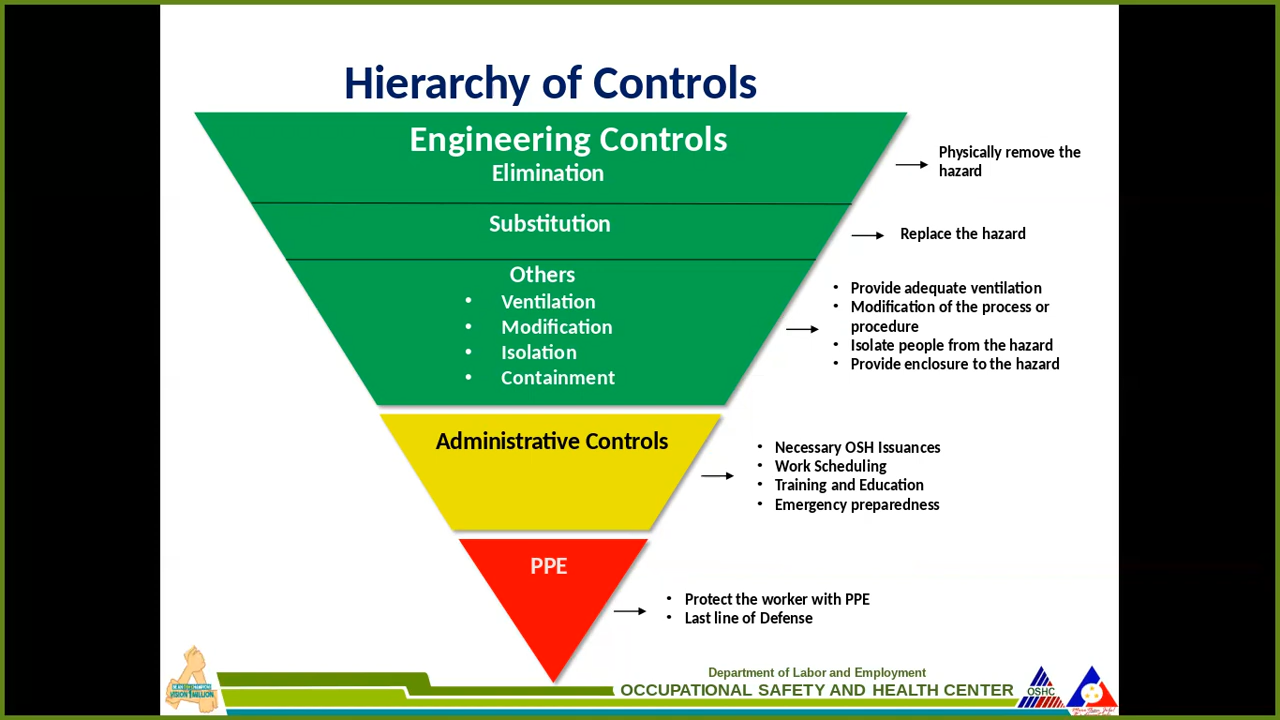 Hierarchy of Controls
Engineering Controls
Elimination
Physically remove the
hazard
Substitution
Replace the hazard
Others
• Ventilation
• Modification
• Isolation
• Containment
• Provide adequate ventilation
• Modification of the process or
procedure
• Isolate people from the hazard
• Provide enclosure to the hazard
Administrative Controls
• Necessary OSH Issuances
• Work Scheduling
• Training and Education
• Emergency preparedness
PPE
• Protect the worker with PPE
• Last line of Defense
Department of Labor and Employment
OCCUPATIONAL SAFETY AND HEALTH CENTER
OSHC
VISION 1 MILLION